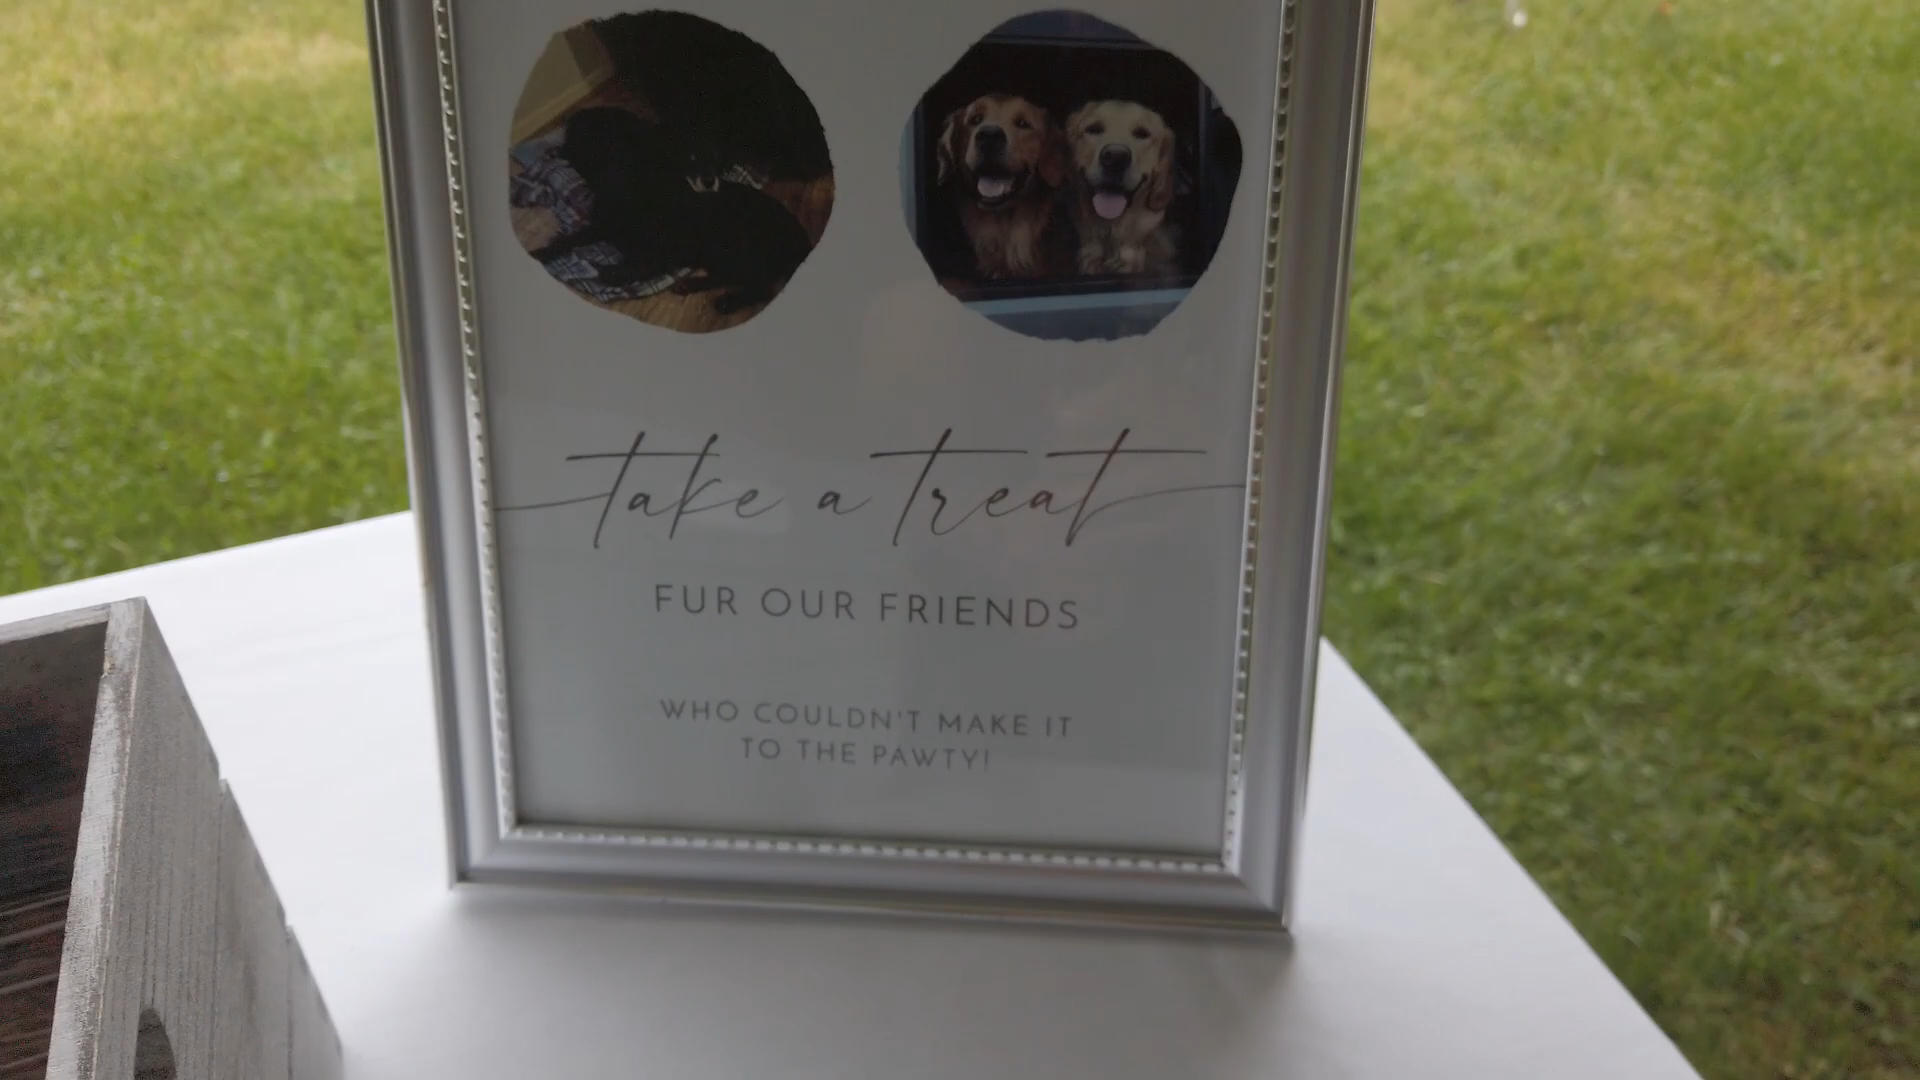 take a treat
FUR OUR FRIENDS
WHO COULDN'T MAKE IT
TO THE PAWTY!